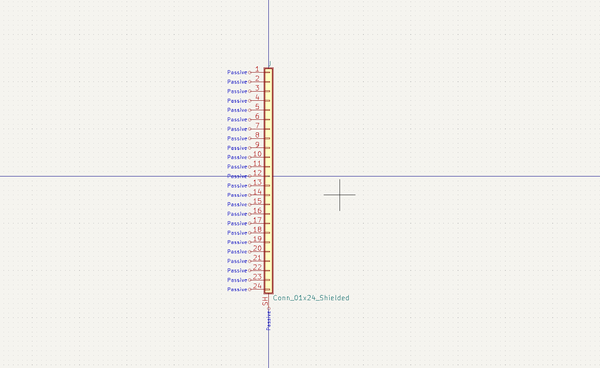 J
Passive 1
Passive 2
Passive 3
Passive 4
Passive 5
Passive 6
Passive 7
Passive 8
Passive 9
Passive 10
Passive 11
Passive 12
Passive 13
Passive 14
Passive 15
Passive 16
Passive 17
Passive 18
Passive 19
Passive 20
Passive 21
Passive 22
Passive 23
Passive 24
SH
Conn_01x24_Shielded
Passive